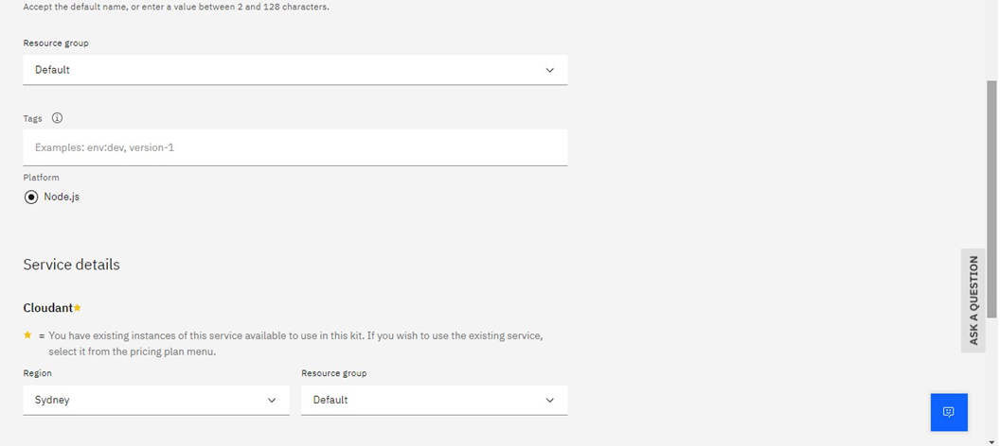 Accept the default name, or enter a value between 2 and 128 characters.
Resource group
Default
Tags
Examples: env:dev, version-1
Platform
Node.js
Service details
Cloudant
= You have existing instances of this service available to use in this kit. If you wish to use the existing service,
select it from the pricing plan menu.
Region
Resource group
Sydney
Default
ASK A QUESTION